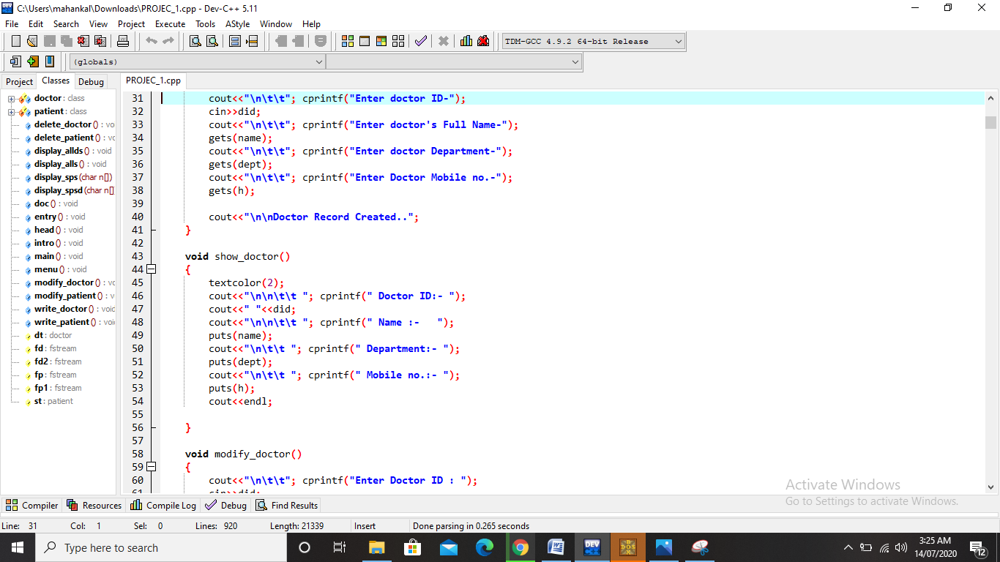 C:\Users\mahankal\Downloads\PROJEC_1.cpp - Dev-C++ 5.11
File Edit Search View Project Execute Tools AStyle Window Help
TDM-GCC 4.9.2 64-bit Release
(globals)
Project Classes Debug
PROJEC_1.cpp
doctor : class
patient : class
delete_doctor () : vo
delete_patient () : vc
display_allds () : void
display_alls () : void
display_sps (char n[])
display_spsd (char n[]
doc () : void
entry () : void
head () : void
intro () : void
main () : void
menu () : void
modify_doctor () : vc
modify_patient () : v
write_doctor () : voic
write_patient () : voi
dt : doctor
fd : fstream
fd2 : fstream
fp : fstream
fp1 : fstream
st : patient
31 cout<<"\n\t\t"; cprintf("Enter doctor ID-");
32 cin>>did;
33 cout<<"\n\t\t"; cprintf("Enter doctor's Full Name-");
34 gets(name);
35 cout<<"\n\t\t"; cprintf("Enter doctor Department-");
36 gets(dept);
37 cout<<"\n\t\t"; cprintf("Enter Doctor Mobile no.-");
38 gets(h);
39
40 cout<<"\n\nDoctor Record Created..";
41 }
42
43 void show_doctor()
44 {
45 textcolor(2);
46 cout<<"\n\n\t\t "; cprintf(" Doctor ID:- ");
47 cout<<" "<<did;
48 cout<<"\n\n\t\t "; cprintf(" Name :-   ");
49 puts(name);
50 cout<<"\n\t\t "; cprintf(" Department:- ");
51 puts(dept);
52 cout<<"\n\t\t "; cprintf(" Mobile no.:- ");
53 puts(h);
54 cout<<endl;
55
56 }
57
58 void modify_doctor()
59 {
60 cout<<"\n\t\t"; cprintf("Enter Doctor ID : ");
61 cin>>did;
Activate Windows
Go to Settings to activate Windows.
Compiler Resources Compile Log Debug Find Results
Line: 31 Col: 1 Sel: 0 Lines: 920 Length: 21339 Insert Done parsing in 0.265 seconds
Type here to search
DEV
DOS
3:25 AM
14/07/2020
12